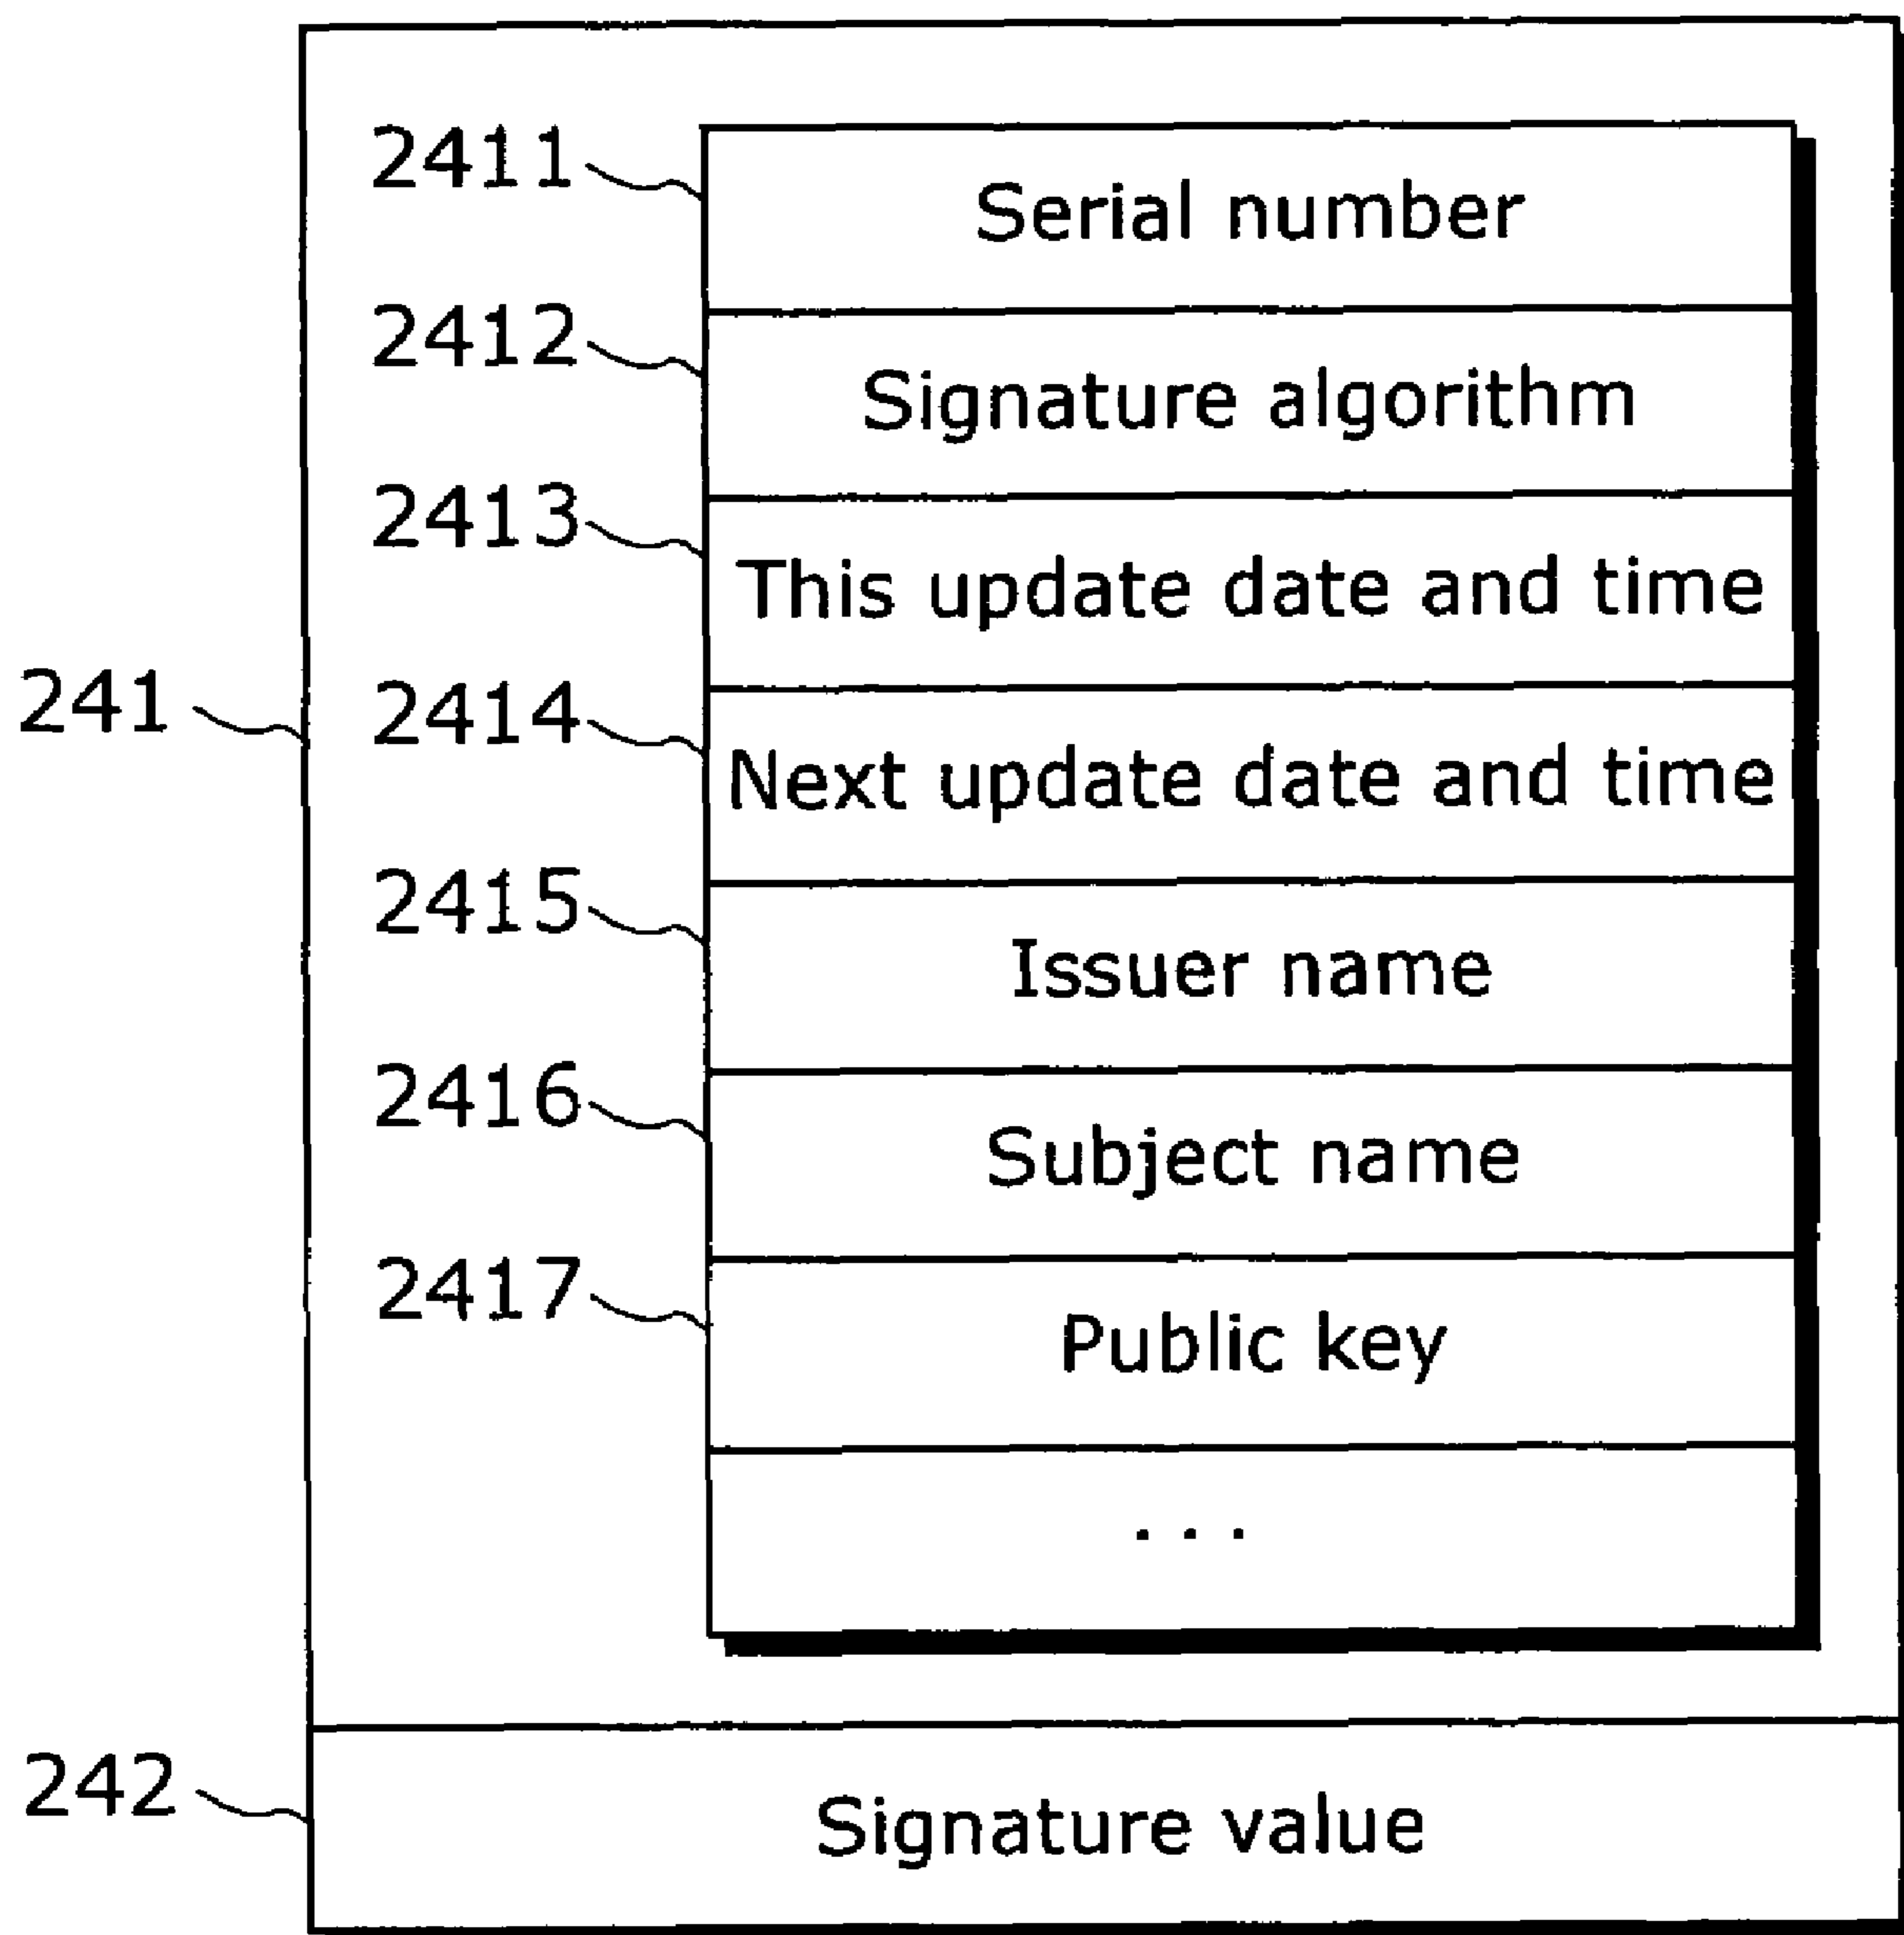 2411 Serial number
2412 Signature algorithm
2413 This update date and time
241
2414 Next update date and time
2415 Issuer name
2416 Subject name
2417 Public key
. . .
242 Signature value